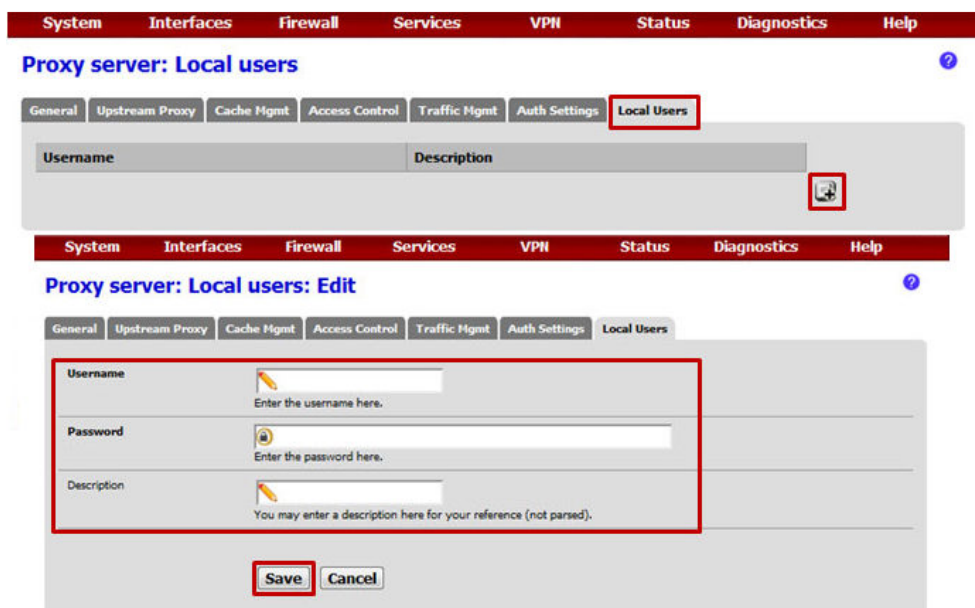 System Interfaces Firewall Services VPN Status Diagnostics Help
Proxy server: Local users
General Upstream Proxy Cache Mgmt Access Control Traffic Mgmt Auth Settings Local Users
Username Description
System Interfaces Firewall Services VPN Status Diagnostics Help
Proxy server: Local users: Edit
General Upstream Proxy Cache Mgmt Access Control Traffic Mgmt Auth Settings Local Users
Username
Enter the username here.
Password
Enter the password here.
Description
You may enter a description here for your reference (not parsed).
Save Cancel